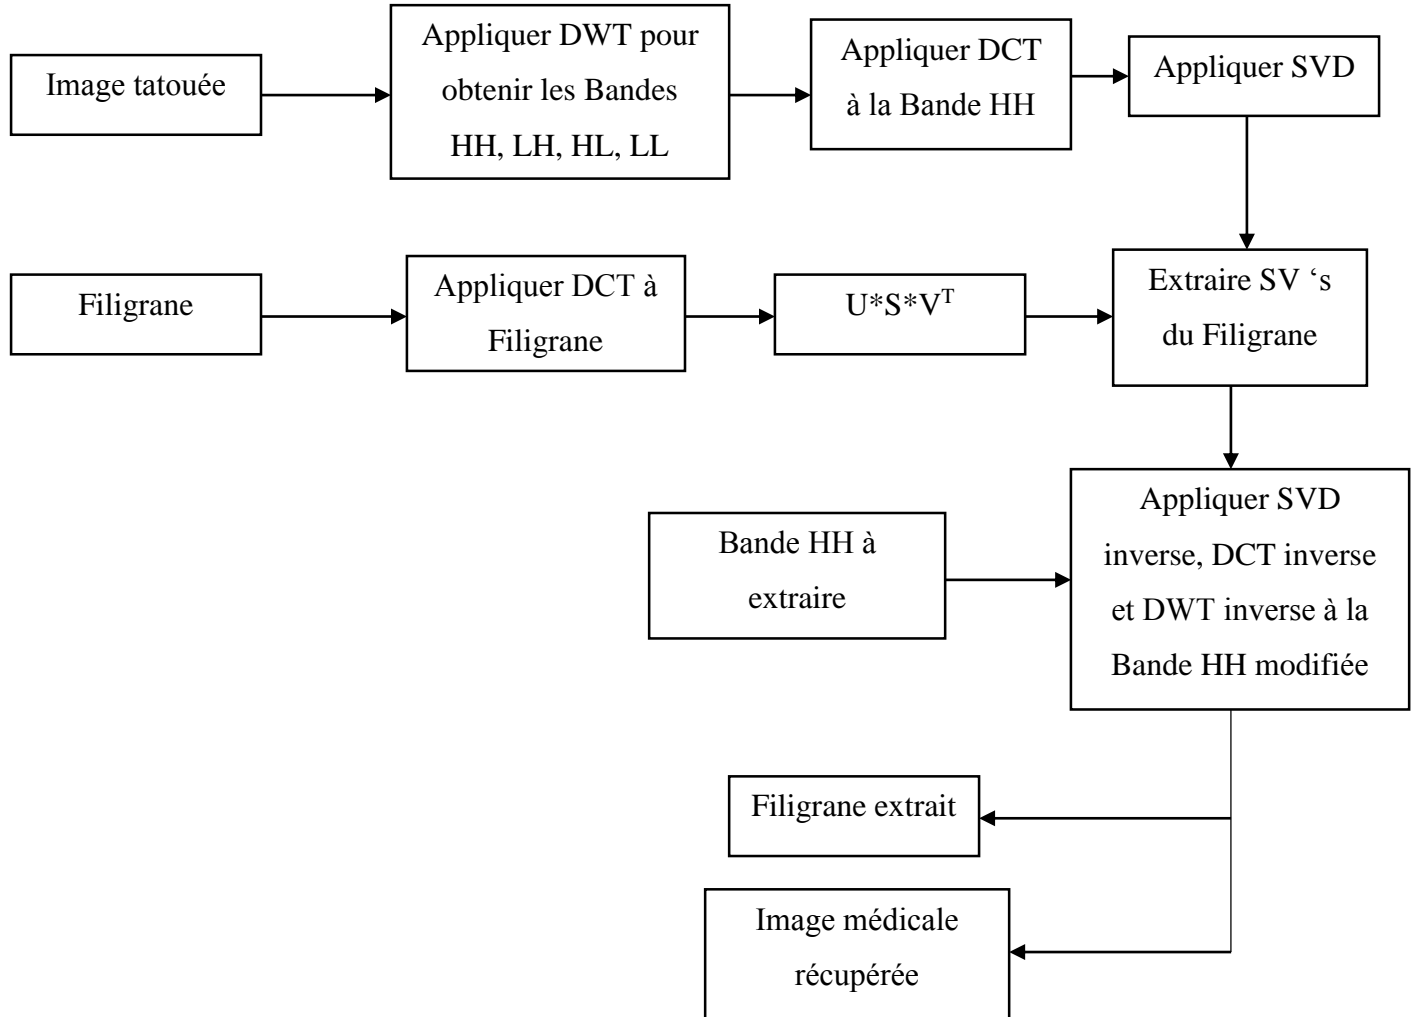 Image tatouée
Appliquer DWT pour
obtenir les Bandes
HH, LH, HL, LL
Appliquer DCT
à la Bande HH
Appliquer SVD
Filigrane
Appliquer DCT à
Filigrane
U*S*Vᵀ
Extraire SV ‘s
du Filigrane
Bande HH à
extraire
Appliquer SVD
inverse, DCT inverse
et DWT inverse à la
Bande HH modifiée
Filigrane extrait
Image médicale
récupérée